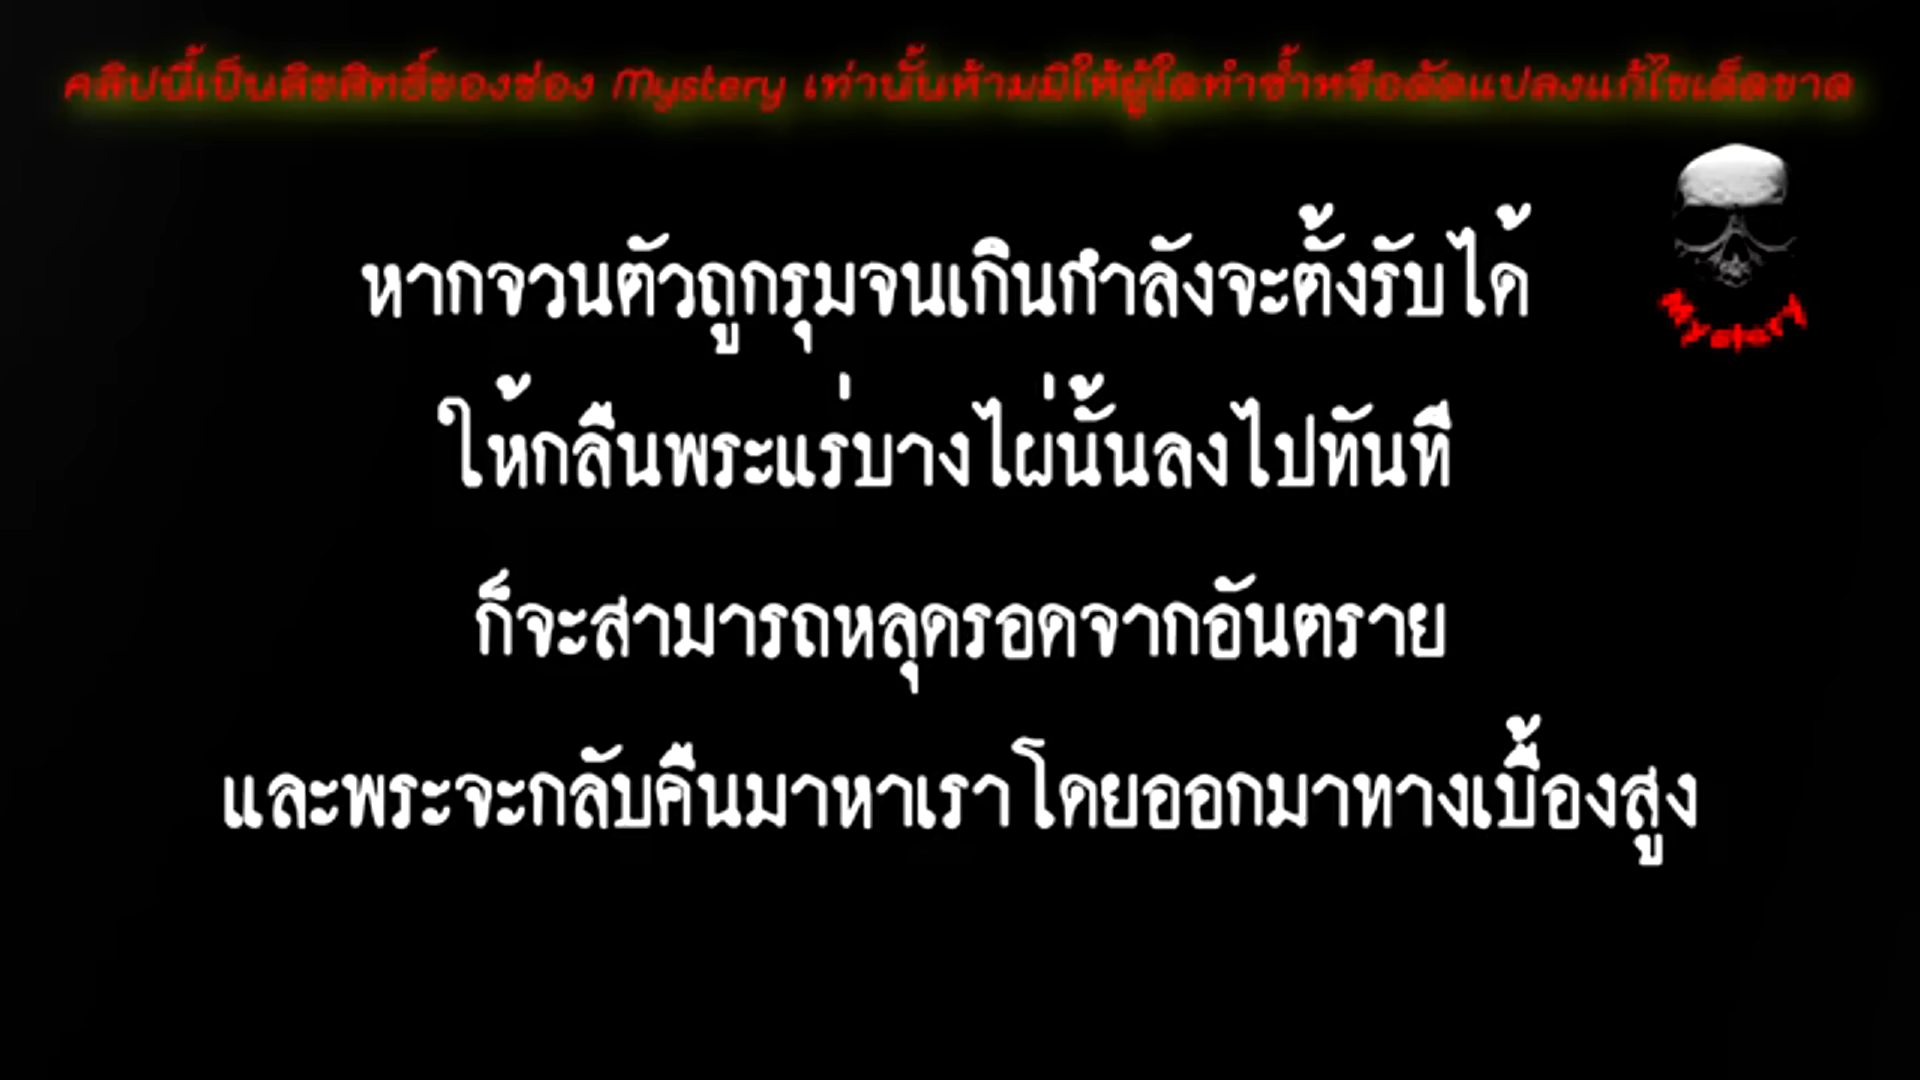 คลิปนี้เป็นลิขสิทธิ์ของช่อง Mystery เท่านั้นห้ามมิให้ผู้ใดทำซ้ำหรือดัดแปลงแก้ไขเด็ดขาด
หากจวนตัวถูกรุมจนเกินกำลังจะตั้งรับได้
Mystery
ให้กลืนพระแร่บางไผ่นั้นลงไปทันที
ก็จะสามารถหลุดรอดจากอันตราย
และพระจะกลับคืนมาหาเราโดยออกมาทางเบื้องสูง